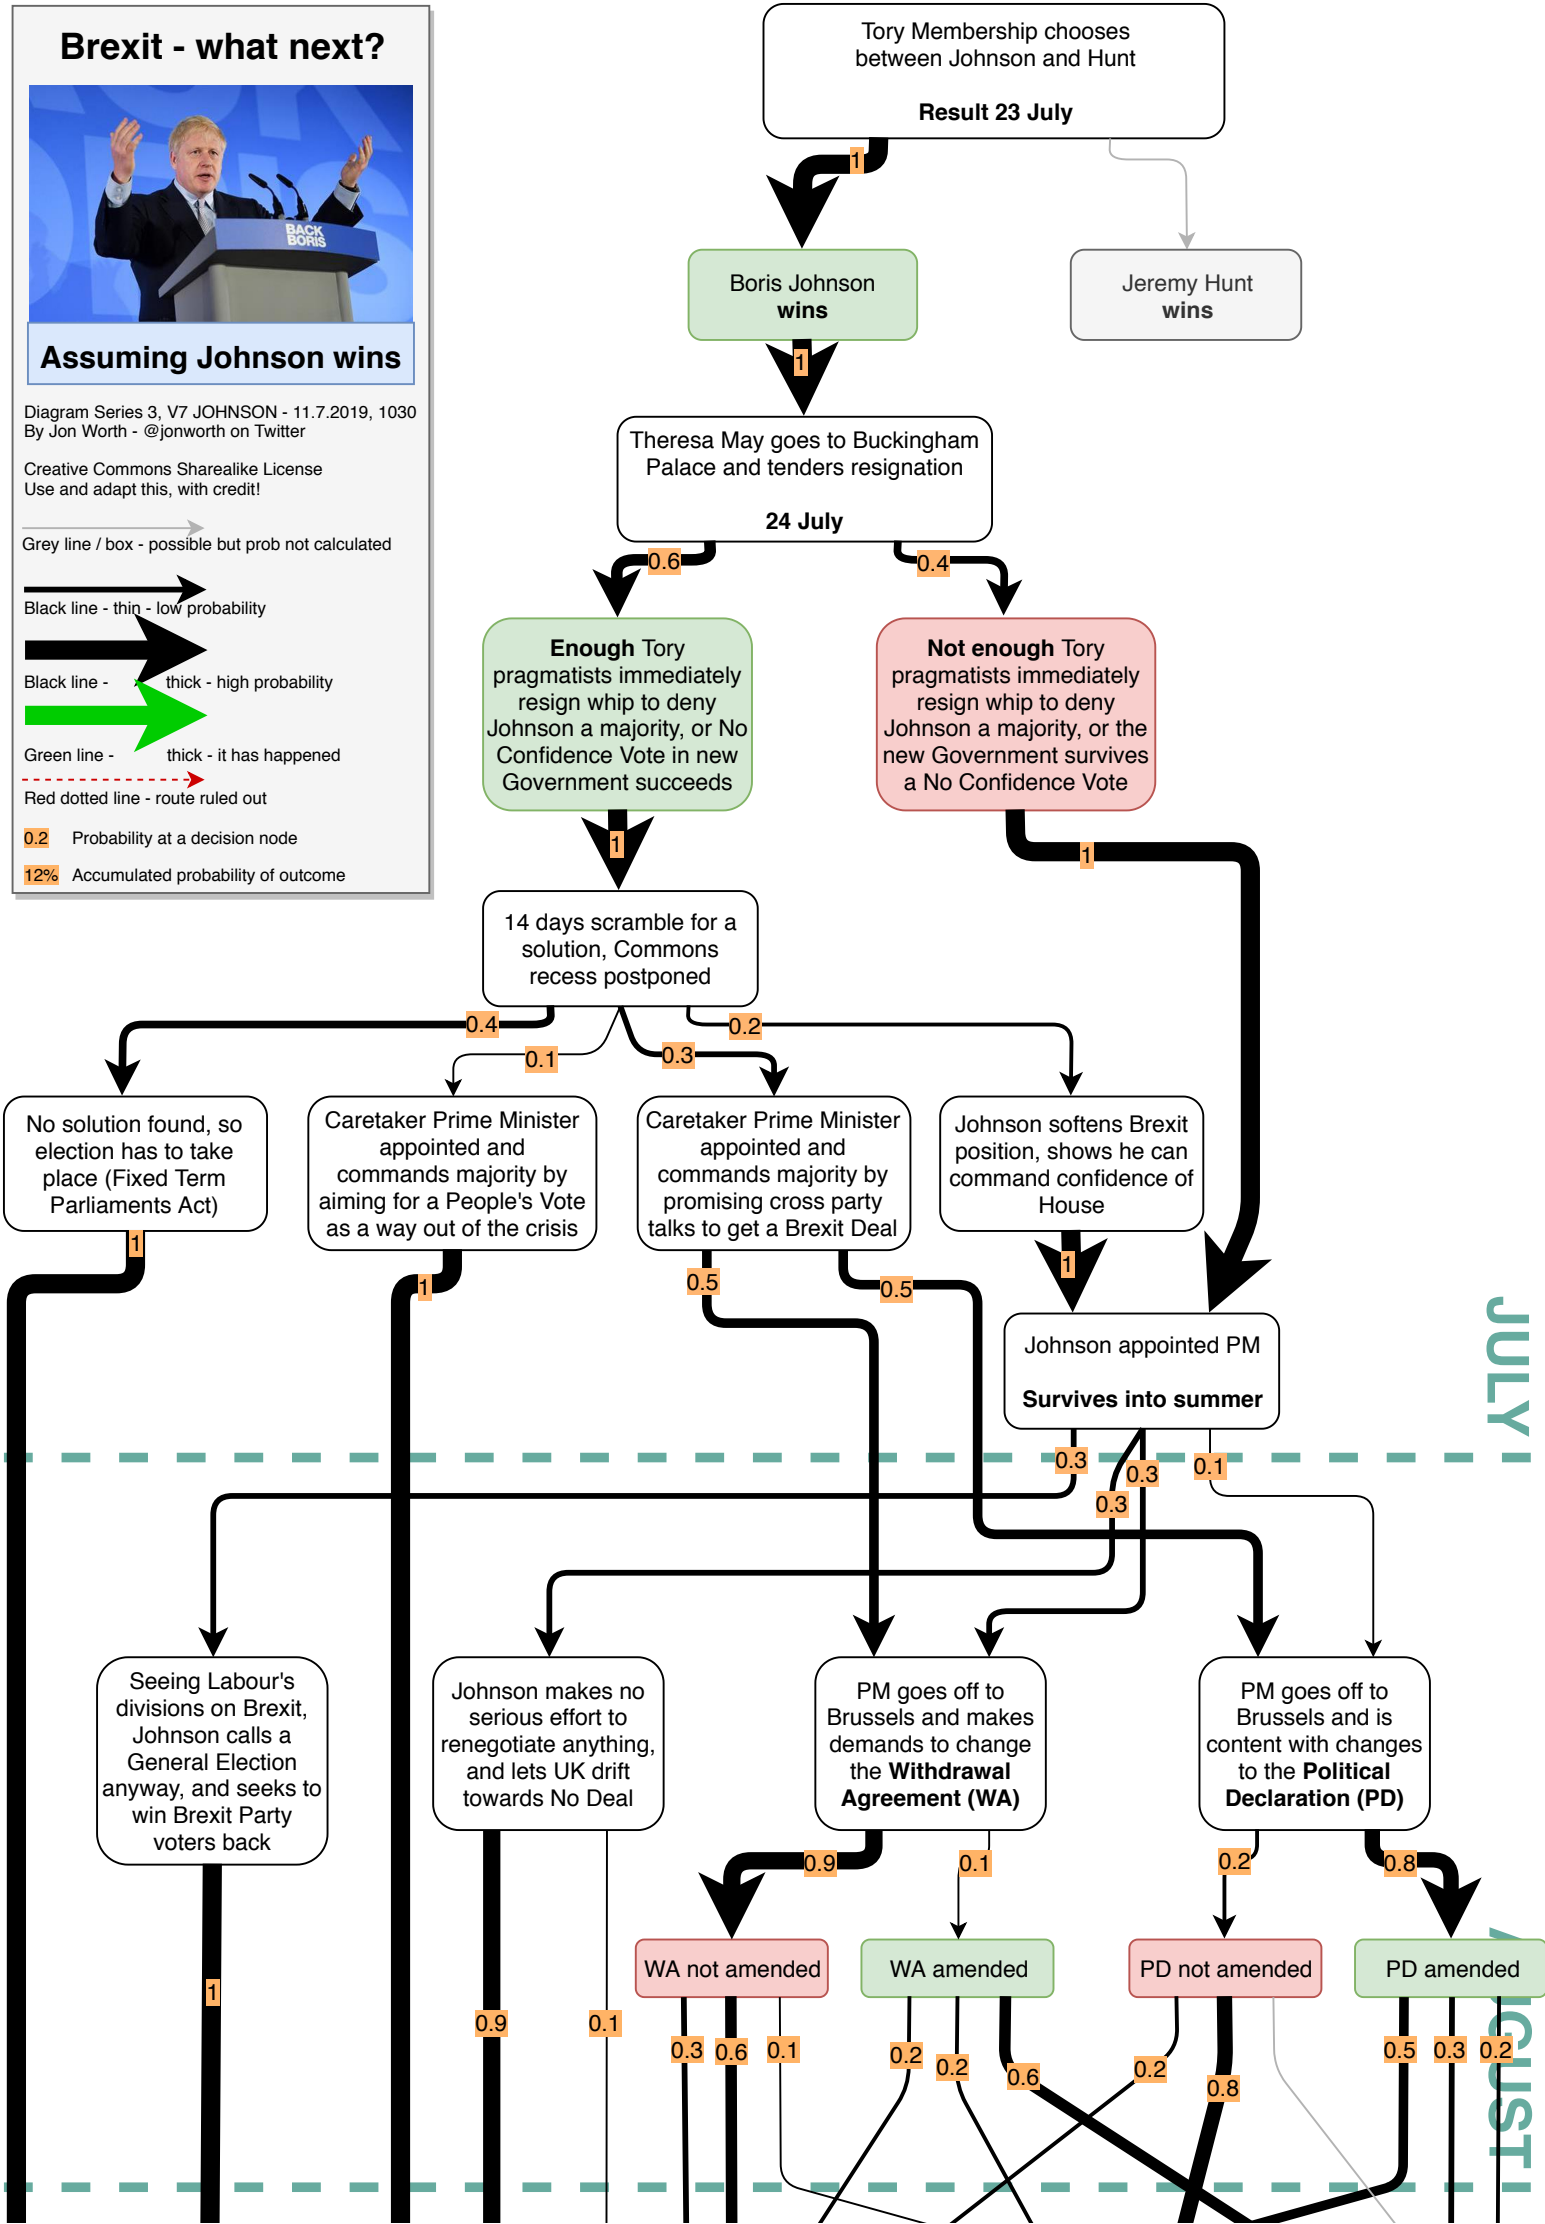 Brexit - what next?
BACK
BORIS
Assuming Johnson wins
Diagram Series 3, V7 JOHNSON - 11.7.2019, 1030
By Jon Worth - @jonworth on Twitter
Creative Commons Sharealike License
Use and adapt this, with credit!
Grey line / box - possible but prob not calculated
Black line - thin - low probability
Black line - thick - high probability
Green line - thick - it has happened
Red dotted line - route ruled out
0.2 Probability at a decision node
12% Accumulated probability of outcome
Tory Membership chooses
between Johnson and Hunt
Result 23 July
1
Boris Johnson
wins
Jeremy Hunt
wins
1
Theresa May goes to Buckingham
Palace and tenders resignation
24 July
0.6
0.4
Enough Tory
pragmatists immediately
resign whip to deny
Johnson a majority, or No
Confidence Vote in new
Government succeeds
Not enough Tory
pragmatists immediately
resign whip to deny
Johnson a majority, or the
new Government survives
a No Confidence Vote
1
1
14 days scramble for a
solution, Commons
recess postponed
0.4
0.1
0.3
0.2
No solution found, so
election has to take
place (Fixed Term
Parliaments Act)
Caretaker Prime Minister
appointed and
commands majority by
aiming for a People's Vote
as a way out of the crisis
Caretaker Prime Minister
appointed and
commands majority by
promising cross party
talks to get a Brexit Deal
Johnson softens Brexit
position, shows he can
command confidence of
House
1
1
0.5
0.5
1
Johnson appointed PM
Survives into summer
JULY
0.3
0.3
0.3
0.1
Seeing Labour's
divisions on Brexit,
Johnson calls a
General Election
anyway, and seeks to
win Brexit Party
voters back
Johnson makes no
serious effort to
renegotiate anything,
and lets UK drift
towards No Deal
PM goes off to
Brussels and makes
demands to change
the Withdrawal
Agreement (WA)
PM goes off to
Brussels and is
content with changes
to the Political
Declaration (PD)
0.9
0.1
0.2
0.8
WA not amended
WA amended
PD not amended
PD amended
AUGUST
1
0.9
0.1
0.3
0.6
0.1
0.2
0.2
0.6
0.2
0.8
0.5
0.3
0.2